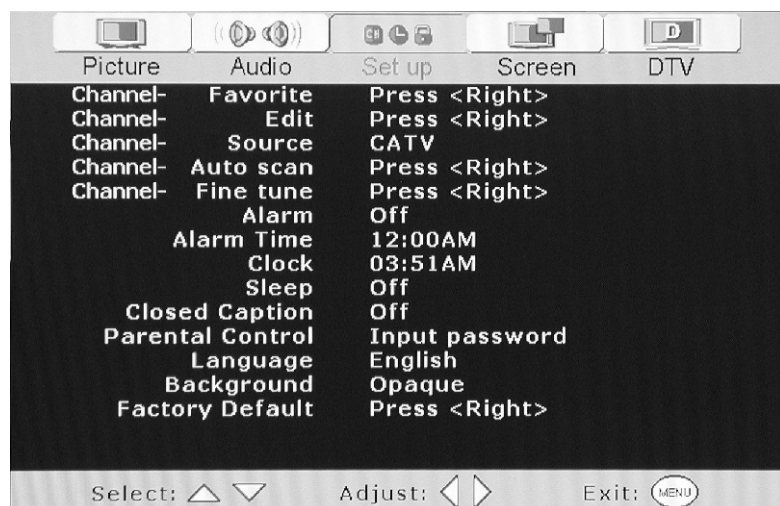 CH
D
Picture Audio Set up Screen DTV
Channel- Favorite Press <Right>
Channel- Edit Press <Right>
Channel- Source CATV
Channel- Auto scan Press <Right>
Channel- Fine tune Press <Right>
Alarm Off
Alarm Time 12:00AM
Clock 03:51AM
Sleep Off
Closed Caption Off
Parental Control Input password
Language English
Background Opaque
Factory Default Press <Right>
Select: Adjust: Exit: MENU